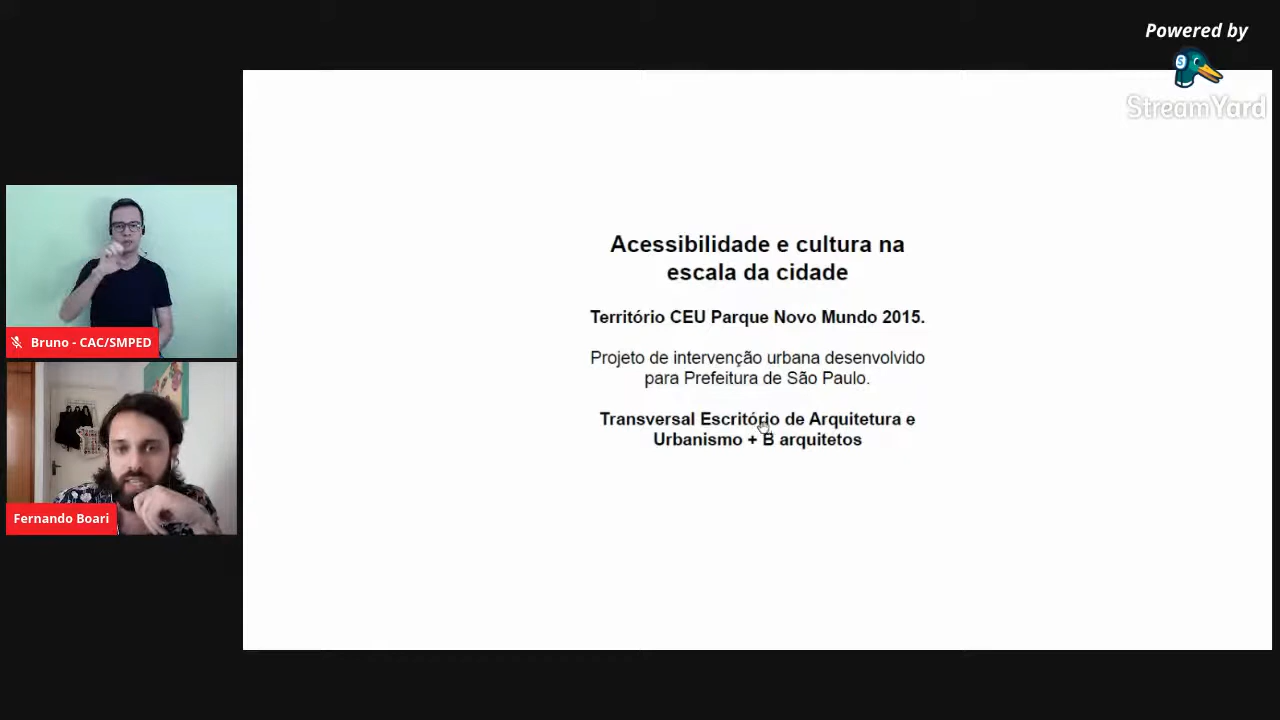 Powered by
StreamYard
Acessibilidade e cultura na
escala da cidade
Território CEU Parque Novo Mundo 2015.
Projeto de intervenção urbana desenvolvido
para Prefeitura de São Paulo.
Transversal Escritório de Arquitetura e
Urbanismo + B arquitetos
Bruno - CAC/SMPED
Fernando Boari